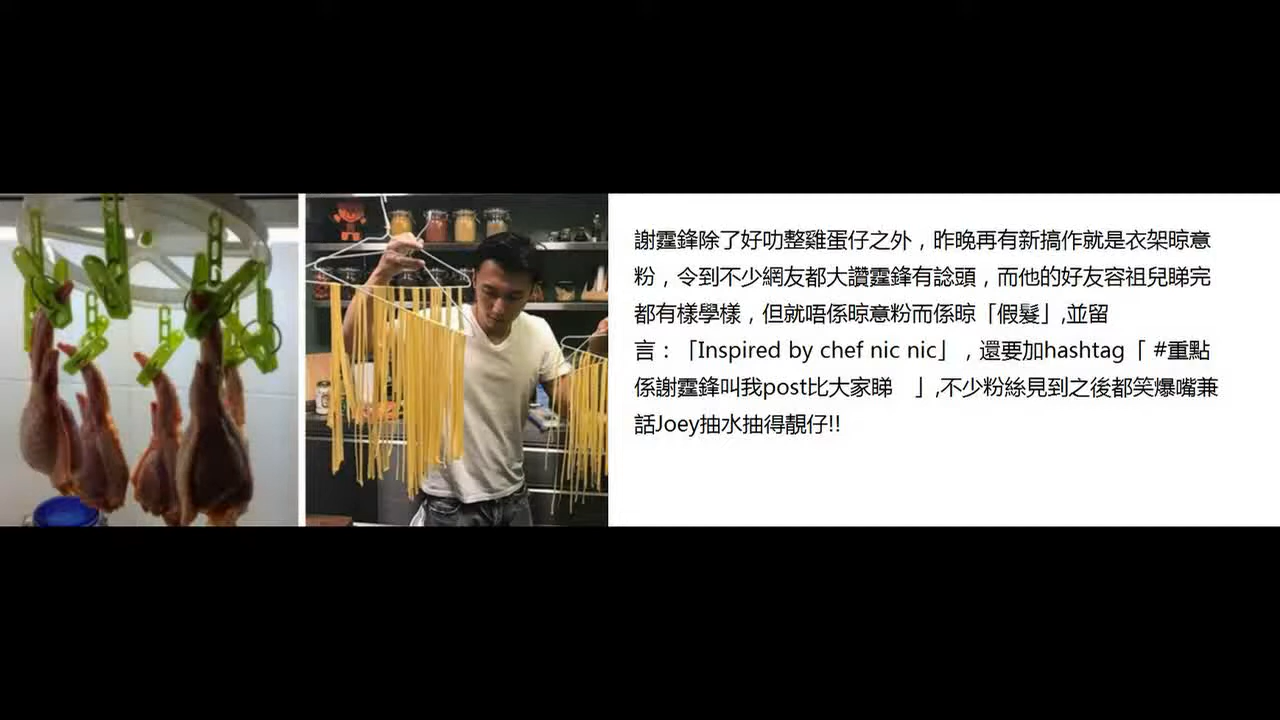 謝霆鋒除了好叻整雞蛋仔之外，昨晚再有新搞作就是衣架晾意
粉，令到不少網友都大讚霆鋒有諗頭，而他的好友容祖兒睇完
都有樣學樣，但就唔係晾意粉而係晾「假髮」,並留
言：「Inspired by chef nic nic」，還要加hashtag「 #重點
係謝霆鋒叫我post比大家睇　」,不少粉絲見到之後都笑爆嘴兼
話Joey抽水抽得靚仔!!